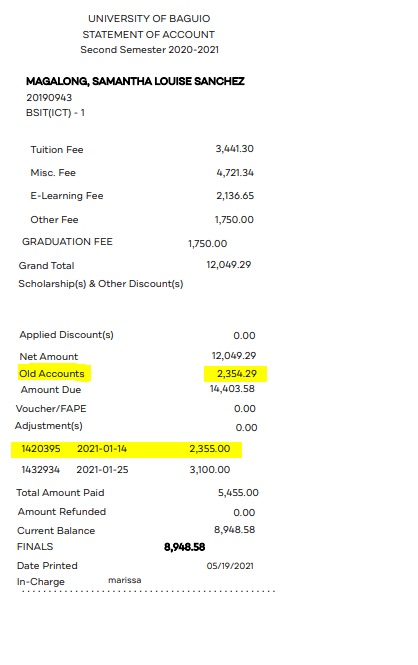 UNIVERSITY OF BAGUIO
STATEMENT OF ACCOUNT
Second Semester 2020-2021
MAGALONG, SAMANTHA LOUISE SANCHEZ
20190943
BSIT(ICT) - 1
Tuition Fee 3,441.30
Misc. Fee 4,721.34
E-Learning Fee 2,136.65
Other Fee 1,750.00
GRADUATION FEE 1,750.00
Grand Total 12,049.29
Scholarship(s) & Other Discount(s)
Applied Discount(s) 0.00
Net Amount 12,049.29
Old Accounts 2,354.29
Amount Due 14,403.58
Voucher/FAPE 0.00
Adjustment(s) 0.00
1420395 2021-01-14 2,355.00
1432934 2021-01-25 3,100.00
Total Amount Paid 5,455.00
Amount Refunded 0.00
Current Balance 8,948.58
FINALS 8,948.58
Date Printed 05/19/2021
In-Charge marissa